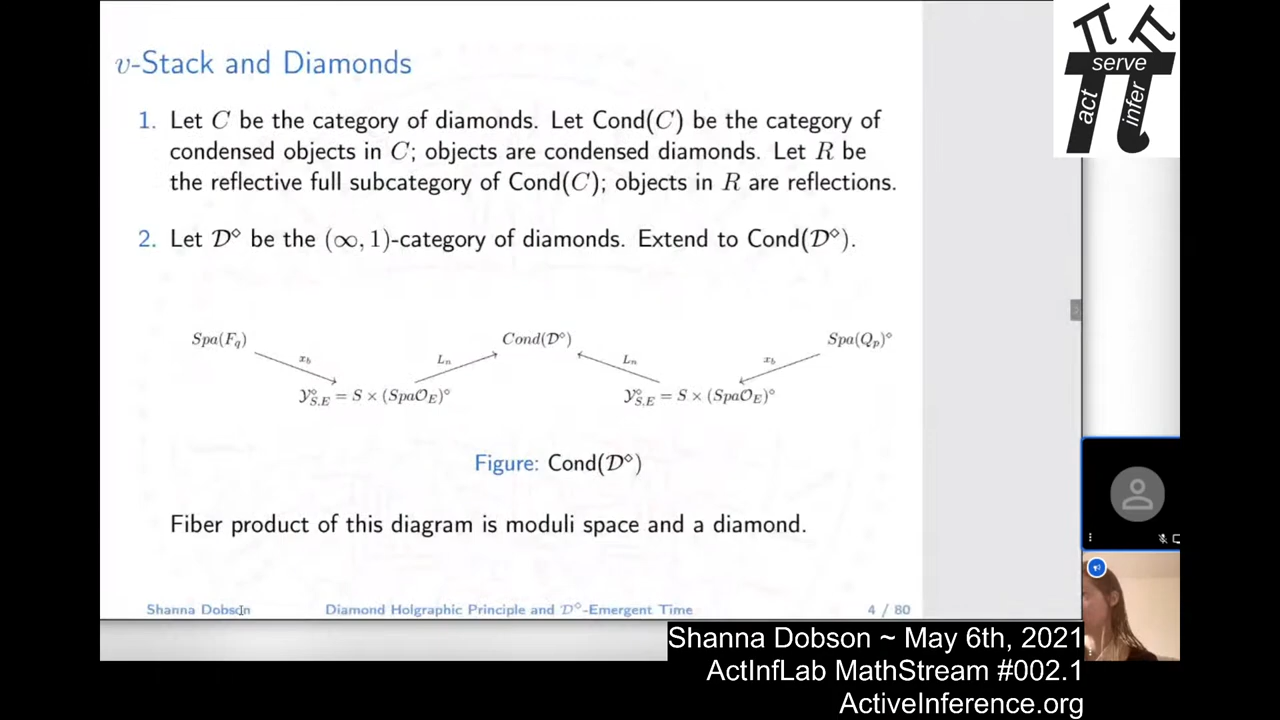 v-Stack and Diamonds
1. Let C be the category of diamonds. Let Cond(C) be the category of
condensed objects in C; objects are condensed diamonds. Let R be
the reflective full subcategory of Cond(C); objects in R are reflections.
2. Let 𝒟^⋄ be the (∞, 1)-category of diamonds. Extend to Cond(𝒟^⋄).
Spa(F_q) Cond(𝒟^⋄) Spa(Q_p)^⋄
x_b L_n L_n x_b
𝒴^⋄_{S,E} = S × (Spa𝒪_E)^⋄ 𝒴^⋄_{S,E} = S × (Spa𝒪_E)^⋄
Figure: Cond(𝒟^⋄)
Fiber product of this diagram is moduli space and a diamond.
Shanna Dobson Diamond Holgraphic Principle and 𝒟^⋄-Emergent Time 4 / 80
π π
serve
act infer
Shanna Dobson ~ May 6th, 2021
ActInfLab MathStream #002.1
ActiveInference.org